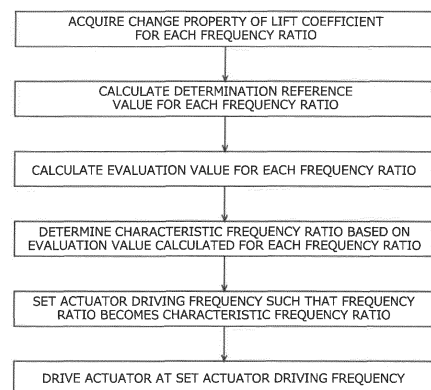 ACQUIRE CHANGE PROPERTY OF LIFT COEFFICIENT
FOR EACH FREQUENCY RATIO
CALCULATE DETERMINATION REFERENCE
VALUE FOR EACH FREQUENCY RATIO
CALCULATE EVALUATION VALUE FOR EACH FREQUENCY RATIO
DETERMINE CHARACTERISTIC FREQUENCY RATIO BASED ON
EVALUATION VALUE CALCULATED FOR EACH FREQUENCY RATIO
SET ACTUATOR DRIVING FREQUENCY SUCH THAT FREQUENCY
RATIO BECOMES CHARACTERISTIC FREQUENCY RATIO
DRIVE ACTUATOR AT SET ACTUATOR DRIVING FREQUENCY